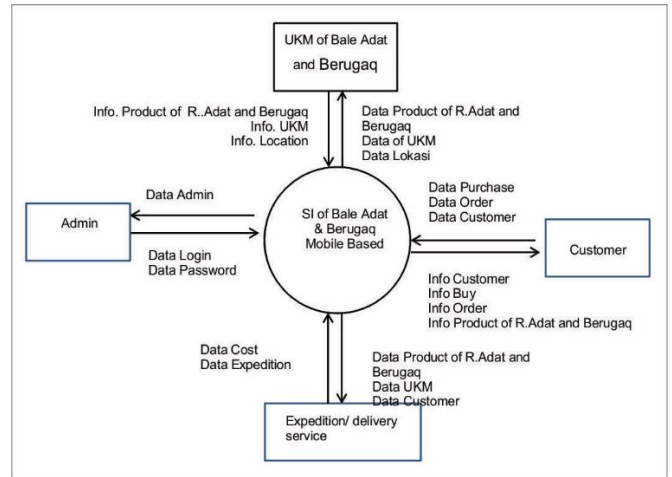 UKM of Bale Adat
and Berugaq
Info. Product of R..Adat and Berugaq
Info. UKM
Info. Location
Data Product of R.Adat and
Berugaq
Data of UKM
Data Lokasi
Data Admin
Admin
Data Login
Data Password
SI of Bale Adat
& Berugaq
Mobile Based
Data Purchase
Data Order
Data Customer
Customer
Info Customer
Info Buy
Info Order
Info Product of R.Adat and Berugaq
Data Cost
Data Expedition
Data Product of R.Adat and
Berugaq
Data UKM
Data Customer
Expedition/ delivery
service